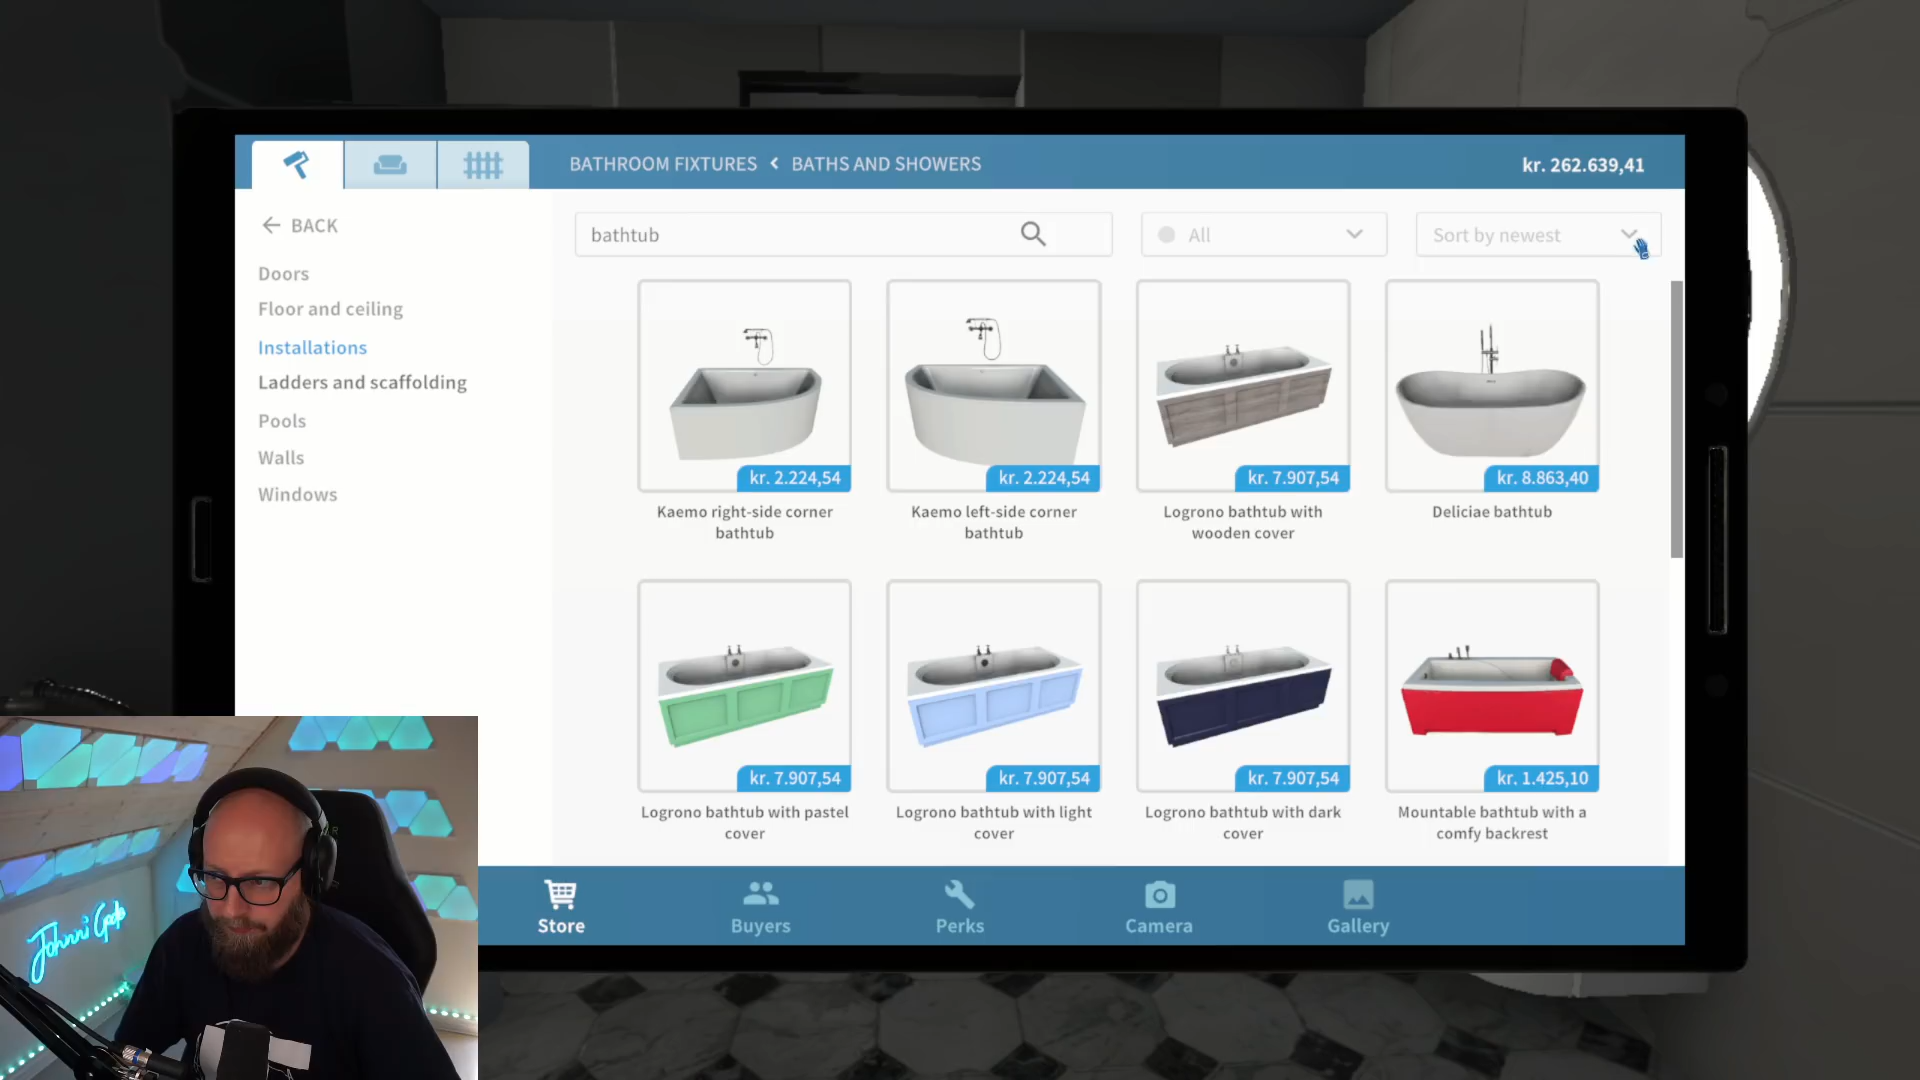 BATHROOM FIXTURES < BATHS AND SHOWERS
kr. 262.639,41
BACK
Doors
Floor and ceiling
Installations
Ladders and scaffolding
Pools
Walls
Windows
bathtub
All
Sort by newest
kr. 2.224,54
kr. 2.224,54
kr. 7.907,54
kr. 8.863,40
Kaemo right-side corner
bathtub
Kaemo left-side corner
bathtub
Logrono bathtub with
wooden cover
Deliciae bathtub
kr. 7.907,54
kr. 7.907,54
kr. 7.907,54
kr. 1.425,10
Logrono bathtub with pastel
cover
Logrono bathtub with light
cover
Logrono bathtub with dark
cover
Mountable bathtub with a
comfy backrest
Store
Buyers
Perks
Camera
Gallery
Johnni Gade